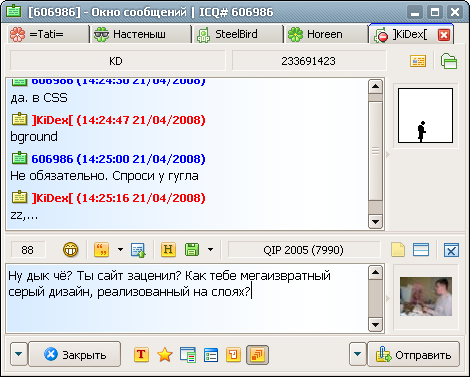 [606986] - Окно сообщений | ICQ# 606986
=Tati= Настеныш SteelBird Horeen ]KiDex[
KD 233691423
606986 (14:24:30 21/04/2008)
да. в CSS
]KiDex[ (14:24:47 21/04/2008)
bground
606986 (14:25:00 21/04/2008)
Не обязательно. Спроси у гугла
]KiDex[ (14:25:16 21/04/2008)
zz,...
88 H QIP 2005 (7990)
Ну дык чё? Ты сайт заценил? Как тебе мегаизвратный
серый дизайн, реализованный на слоях?
Закрыть T Отправить